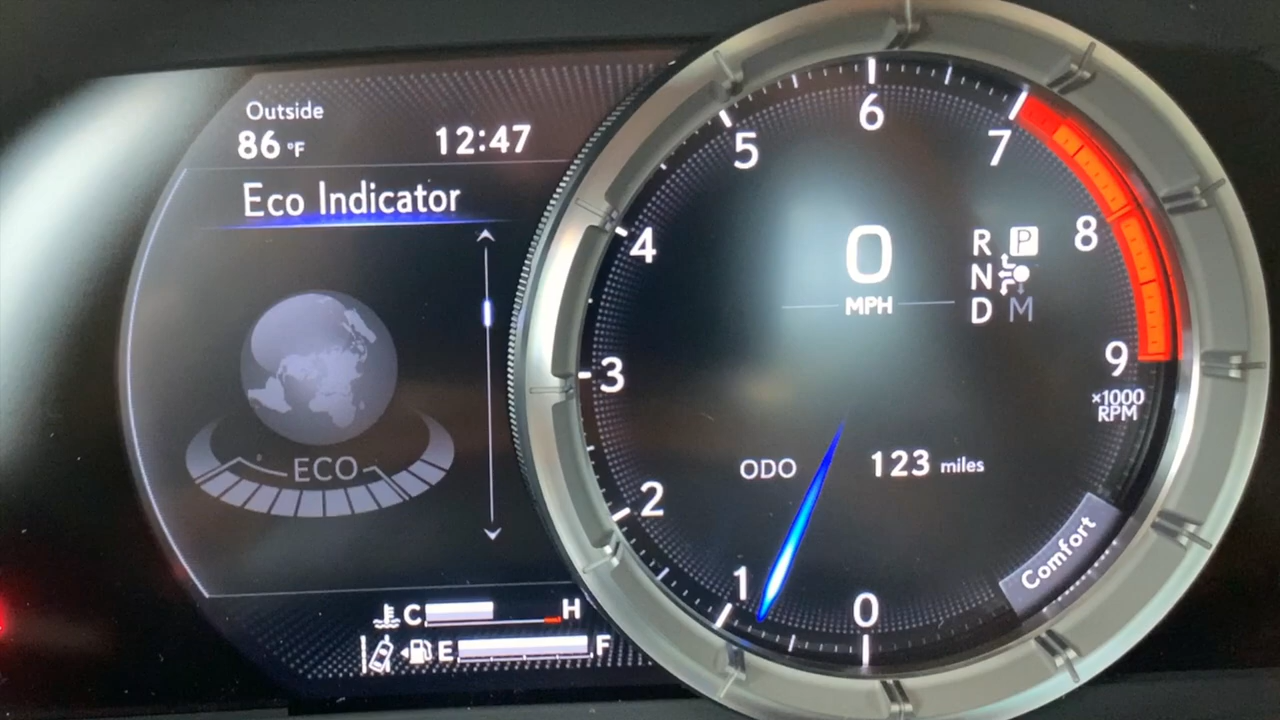 Outside
86 °F 12:47
Eco Indicator
ECO
C H
E F
0
1
2
3
4
5
6
7
8
9
×1000
RPM
0
MPH
R P
N
D M
ODO 123 miles
Comfort